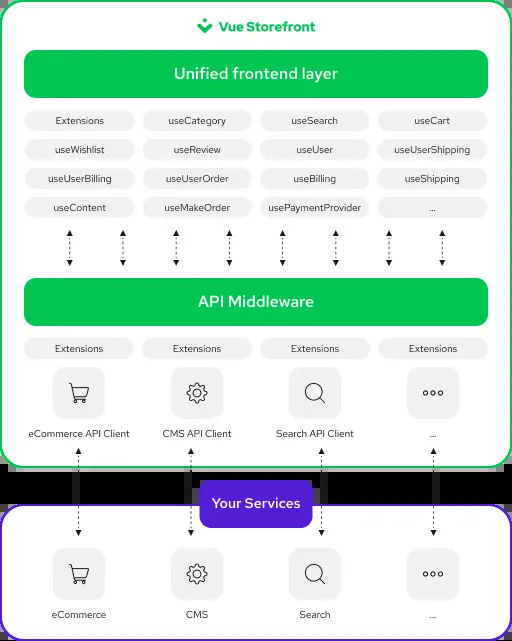 Vue Storefront
Unified frontend layer
Extensions useCategory useSearch useCart
useWishlist useReview useUser useUserShipping
useUserBilling useUserOrder useBilling useShipping
useContent useMakeOrder usePaymentProvider ...
API Middleware
Extensions Extensions Extensions Extensions
eCommerce API Client CMS API Client Search API Client ...
Your Services
eCommerce CMS Search ...